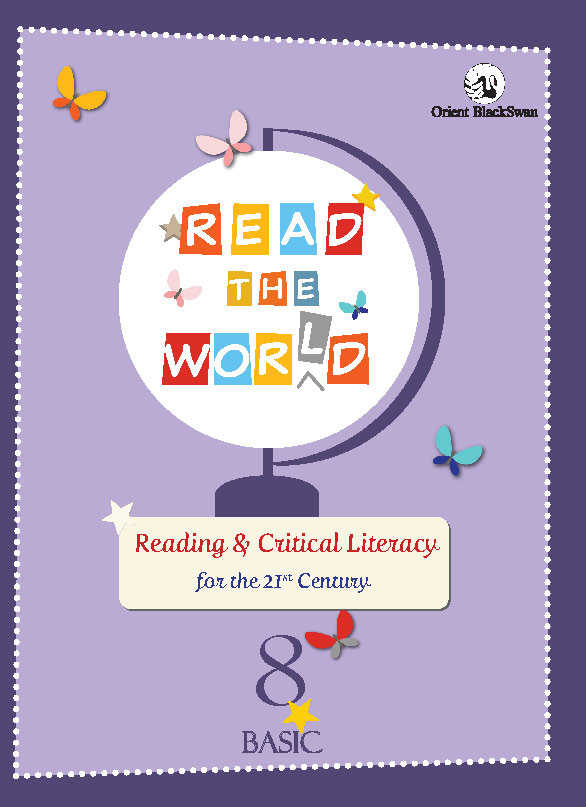 Orient BlackSwan
READ
THE
WORLD
Reading & Critical Literacy
for the 21st Century
8
BASIC